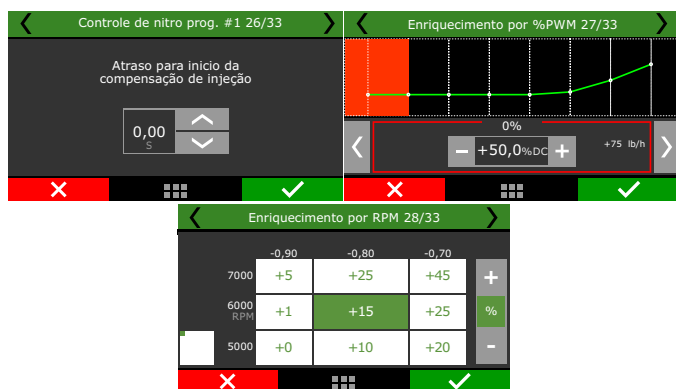 Controle de nitro prog. #1 26/33
Atraso para inicio da
compensação de injeção
0,00
S
Enriquecimento por %PWM 27/33
0%
+50,0%DC
+75 lb/h
Enriquecimento por RPM 28/33
-0,90 -0,80 -0,70
7000 +5 +25 +45 +
6000 +1 +15 +25 %
RPM
5000 +0 +10 +20 -